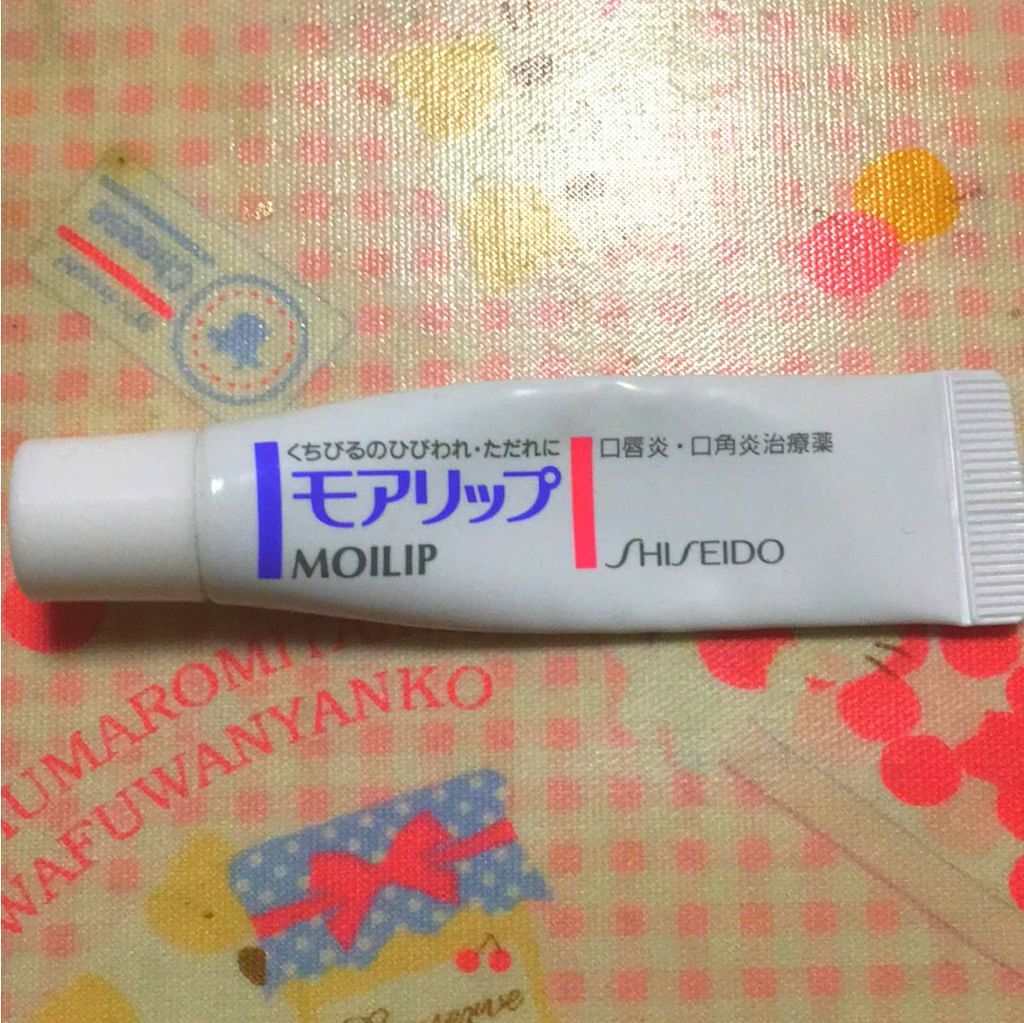 くちびるのひびわれ・ただれに
モアリップ
MOILIP
口唇炎・口角炎治療薬
SHISEIDO
WAFUWANYANKO